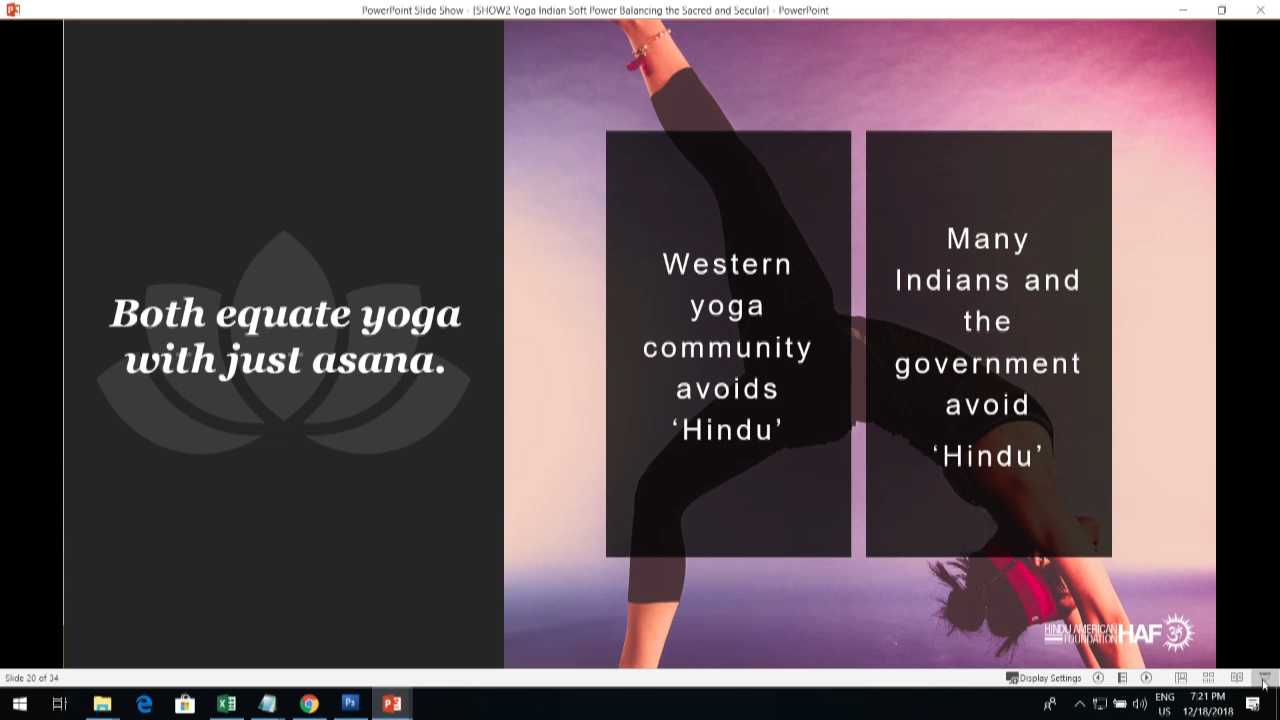 PowerPoint Slide Show - [SHOW2 Yoga Indian Soft Power Balancing the Sacred and Secular] - PowerPoint
Both equate yoga
with just asana.
Western
yoga
community
avoids
‘Hindu’
Many
Indians and
the
government
avoid
‘Hindu’
HINDU AMERICAN
FOUNDATION
HAF
Slide 20 of 34
Display Settings
ENG
US
7:21 PM
12/18/2018